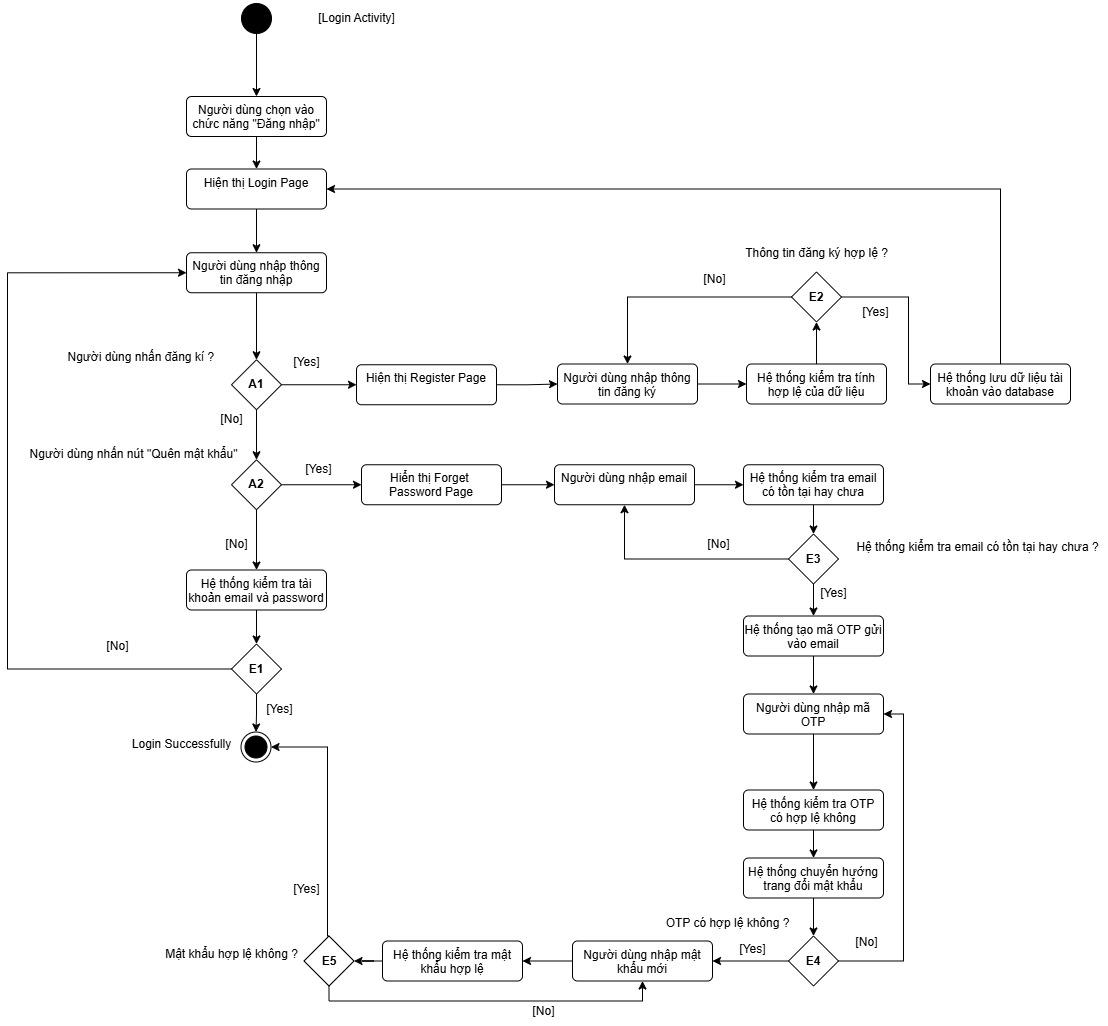 [Login Activity]
Người dùng chọn vào
chức năng "Đăng nhập"
Hiện thị Login Page
Người dùng nhập thông
tin đăng nhập
Thông tin đăng ký hợp lệ ?
[No]
E2
[Yes]
Người dùng nhấn đăng kí ?
A1
[Yes]
Hiện thị Register Page
Người dùng nhập thông
tin đăng ký
Hệ thống kiểm tra tính
hợp lệ của dữ liệu
Hệ thống lưu dữ liệu tài
khoản vào database
[No]
Người dùng nhấn nút "Quên mật khẩu"
A2
[Yes]
Hiển thị Forget
Password Page
Người dùng nhập email
Hệ thống kiểm tra email
có tồn tại hay chưa
[No]
[No]
E3
Hệ thống kiểm tra email có tồn tại hay chưa ?
[Yes]
Hệ thống kiểm tra tài
khoản email và password
[No]
E1
[Yes]
Login Successfully
Hệ thống tạo mã OTP gửi
vào email
Người dùng nhập mã
OTP
Hệ thống kiểm tra OTP
có hợp lệ không
Hệ thống chuyển hướng
trang đổi mật khẩu
OTP có hợp lệ không ?
[Yes]
E4
[No]
[Yes]
Mật khẩu hợp lệ không ?
E5
Hệ thống kiểm tra mật
khẩu hợp lệ
Người dùng nhập mật
khẩu mới
[No]